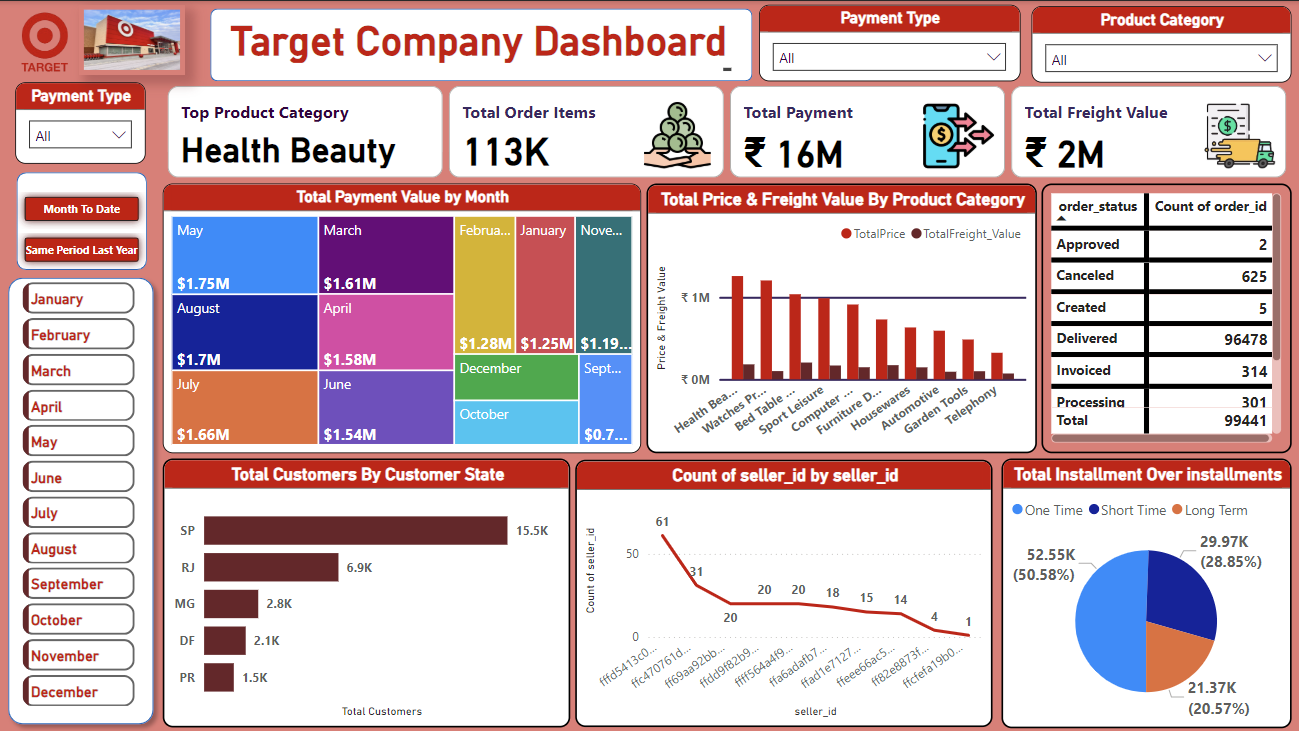 TARGET
Target Company Dashboard
Payment Type
All
Product Category
All
Payment Type
All
Top Product Category
Health Beauty
Total Order Items
113K
Total Payment
₹ 16M
Total Freight Value
₹ 2M
Month To Date
Same Period Last Year
January
February
March
April
May
June
July
August
September
October
November
December
Total Payment Value by Month
May
$1.75M
August
$1.7M
July
$1.66M
March
$1.61M
April
$1.58M
June
$1.54M
Februa...
$1.28M
January
$1.25M
Nove...
$1.19...
December
October
Sept...
$0.7...
Total Price & Freight Value By Product Category
TotalPrice TotalFreight_Value
Price & Freight Value
₹ 1M
₹ 0M
Health Bea...
Watches Pr...
Bed Table ...
Sport Leisure
Computer ...
Furniture D...
Housewares
Automotive
Garden Tools
Telephony
order_status Count of order_id
Approved 2
Canceled 625
Created 5
Delivered 96478
Invoiced 314
Processing 301
Total 99441
Total Customers By Customer State
SP 15.5K
RJ 6.9K
MG 2.8K
DF 2.1K
PR 1.5K
Total Customers
Count of seller_id by seller_id
Count of seller_id
50
0
61
31
20
20
20
18
15
14
4
1
fffd5413c0...
ffc470761d...
ff69aa92bb...
ffdd9f82b9...
ffff564a4f9...
ffa6adafb7...
ffad1e7127...
ffeee66ac5...
ff82e8873f...
ffcfefa19b0...
seller_id
Total Installment Over installments
One Time Short Time Long Term
52.55K
(50.58%)
29.97K
(28.85%)
21.37K
(20.57%)